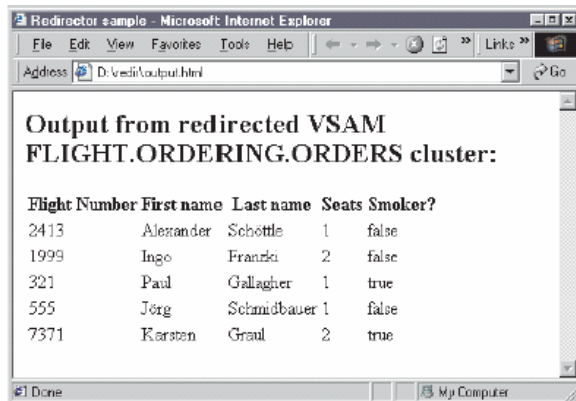 Redirector sample - Microsoft Internet Explorer
File Edit View Favorites Tools Help » Links »
Address D:\redir\output.html Go
Output from redirected VSAM
FLIGHT.ORDERING.ORDERS cluster:
Flight Number First name Last name Seats Smoker?
2413 Alexander Schöttle 1 false
1999 Ingo Franzki 2 false
321 Paul Gallagher 1 true
555 Jörg Schmidbauer 1 false
7371 Karsten Graul 2 true
Done My Computer